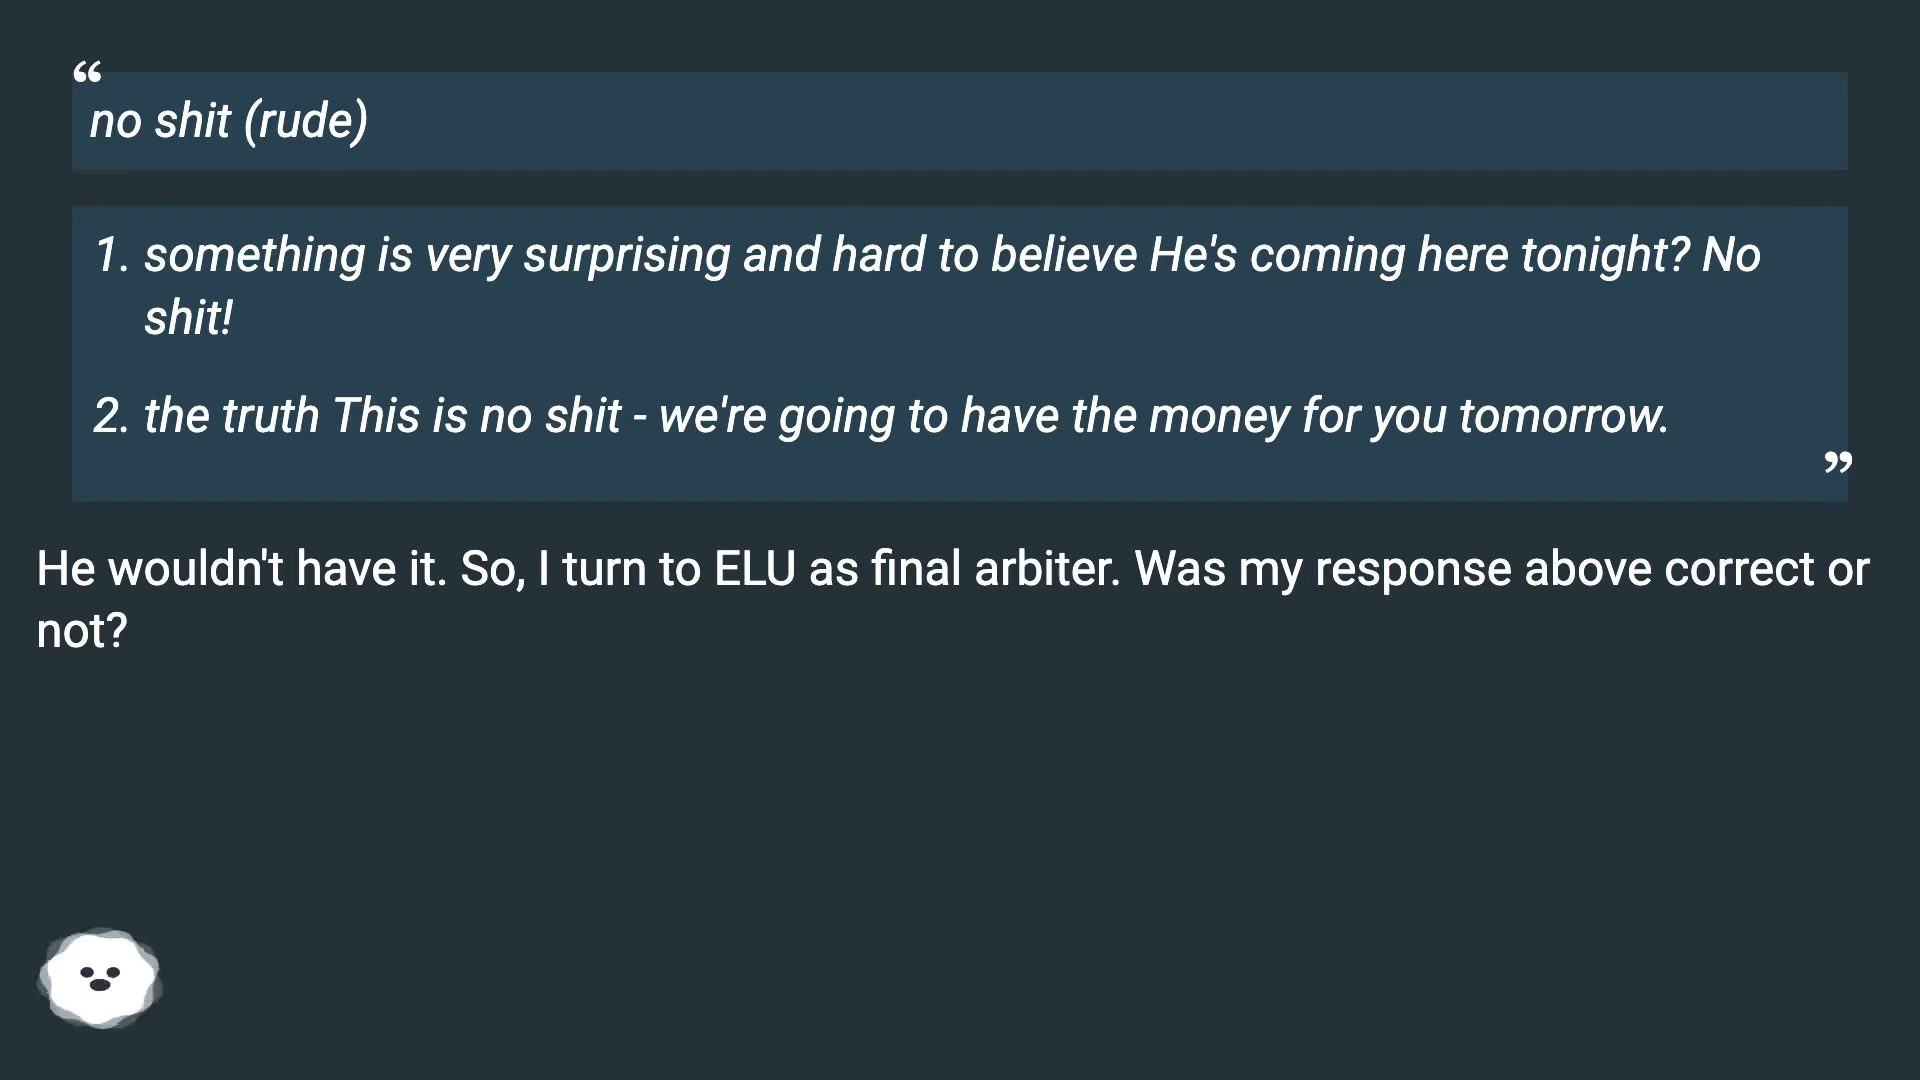 “
no shit (rude)
1. something is very surprising and hard to believe He's coming here tonight? No
shit!
2. the truth This is no shit - we're going to have the money for you tomorrow.
”
He wouldn't have it. So, I turn to ELU as final arbiter. Was my response above correct or
not?